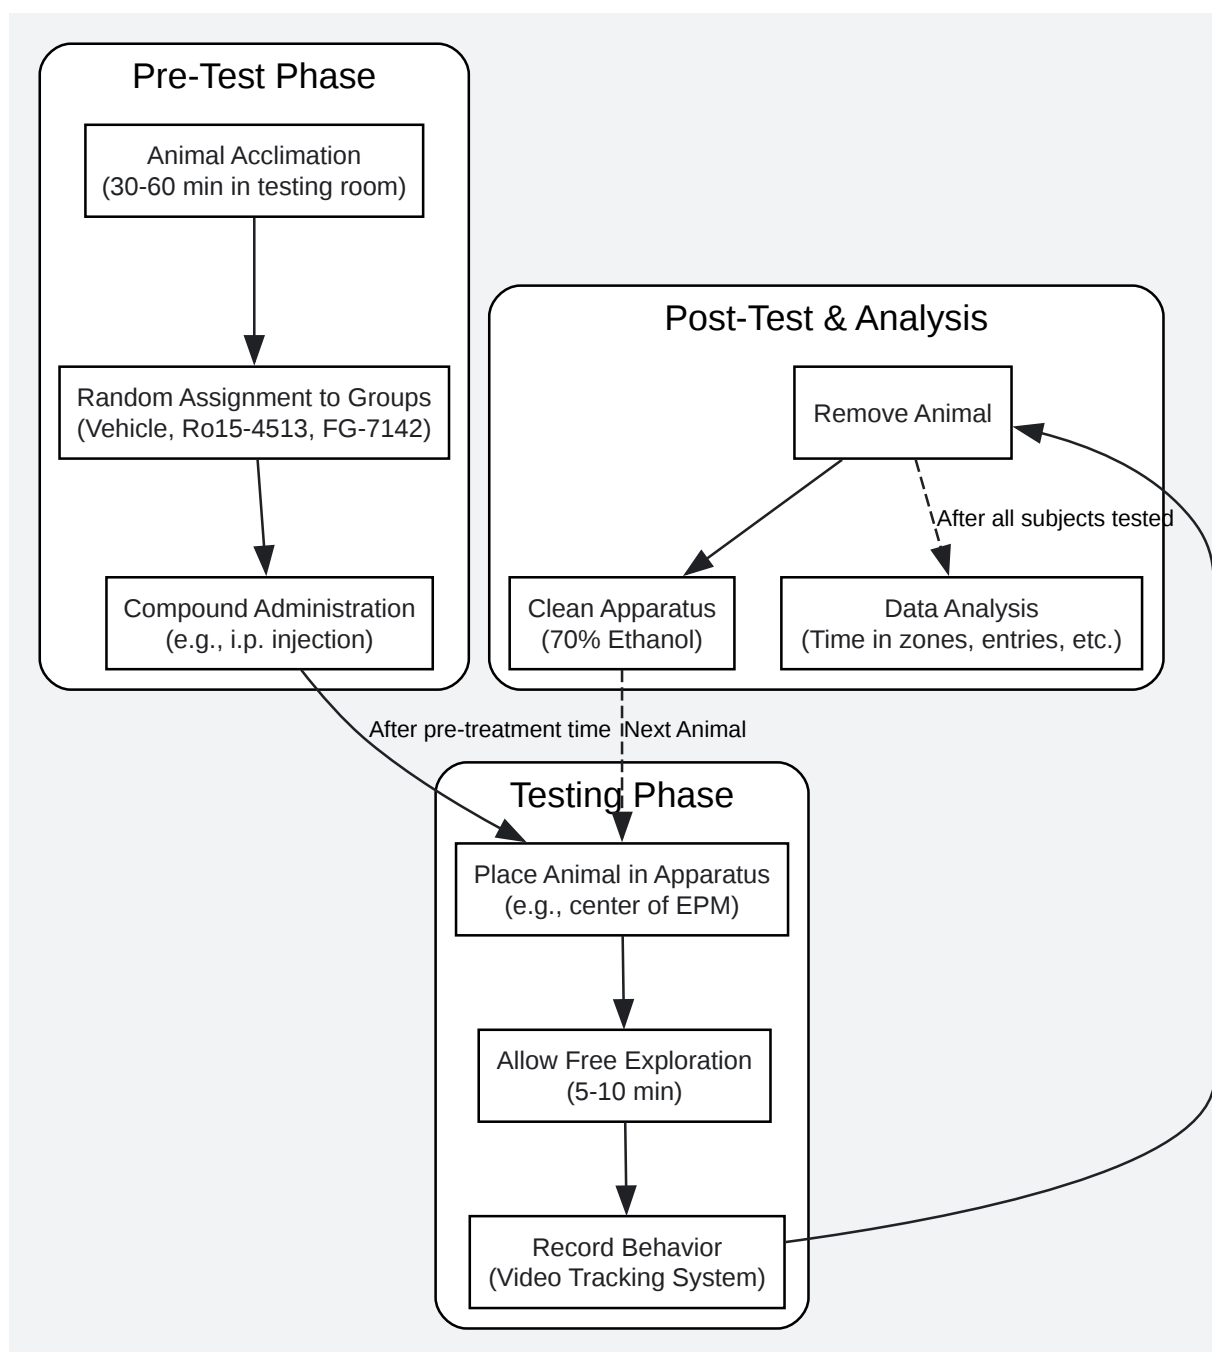 Pre-Test Phase
Animal Acclimation
(30-60 min in testing room)
Random Assignment to Groups
(Vehicle, Ro15-4513, FG-7142)
Compound Administration
(e.g., i.p. injection)
Post-Test & Analysis
Remove Animal
After all subjects tested
Clean Apparatus
(70% Ethanol)
Data Analysis
(Time in zones, entries, etc.)
After pre-treatment time
Next Animal
Testing Phase
Place Animal in Apparatus
(e.g., center of EPM)
Allow Free Exploration
(5-10 min)
Record Behavior
(Video Tracking System)